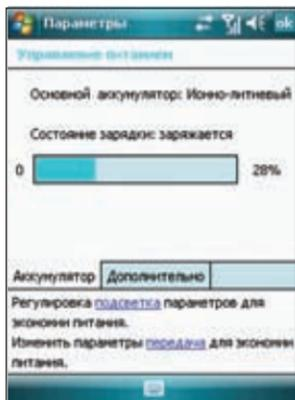 Параметры ok
Управление питанием
Основной аккумулятор: Ионно-литиевый
Состояние зарядки: заряжается
0 28%
Аккумулятор Дополнительно
Регулировка подсветка параметров для
экономии питания.
Изменить параметры передача для экономии
питания.